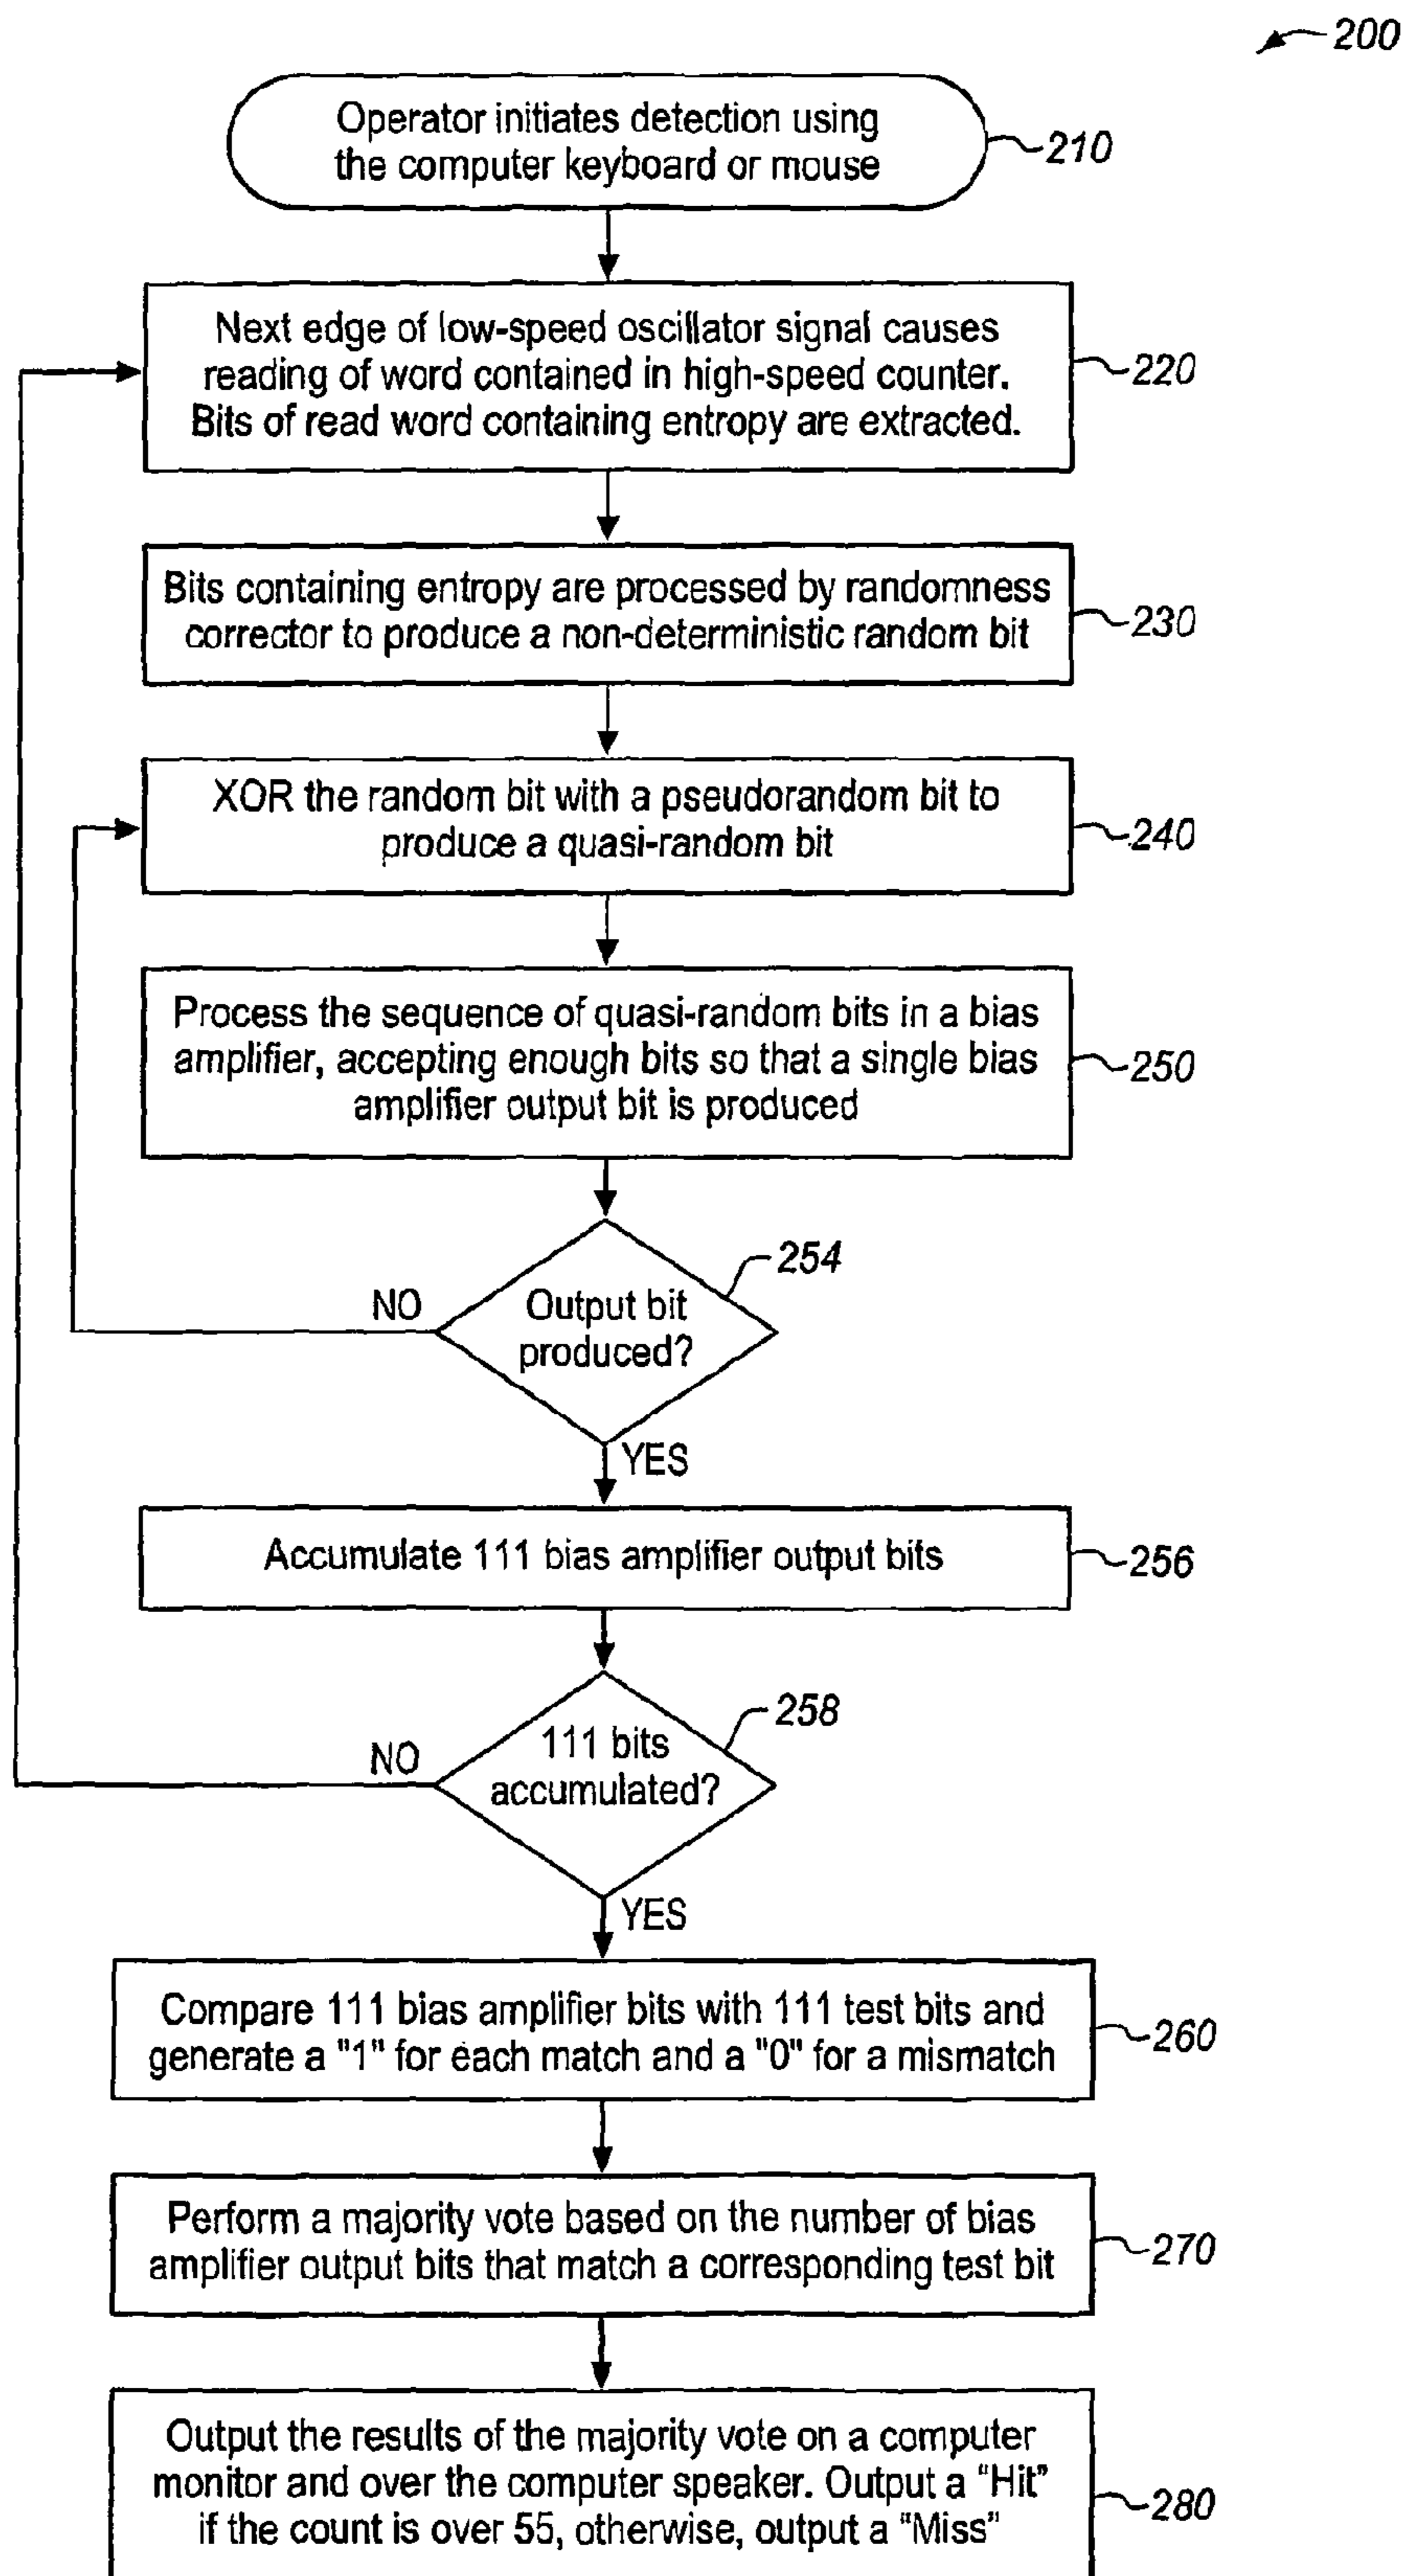 200
Operator initiates detection using
the computer keyboard or mouse
210
Next edge of low-speed oscillator signal causes
reading of word contained in high-speed counter.
Bits of read word containing entropy are extracted.
220
Bits containing entropy are processed by randomness
corrector to produce a non-deterministic random bit
230
XOR the random bit with a pseudorandom bit to
produce a quasi-random bit
240
Process the sequence of quasi-random bits in a bias
amplifier, accepting enough bits so that a single bias
amplifier output bit is produced
250
254
NO
Output bit
produced?
YES
Accumulate 111 bias amplifier output bits
256
258
NO
111 bits
accumulated?
YES
Compare 111 bias amplifier bits with 111 test bits and
generate a "1" for each match and a "0" for a mismatch
260
Perform a majority vote based on the number of bias
amplifier output bits that match a corresponding test bit
270
Output the results of the majority vote on a computer
monitor and over the computer speaker. Output a "Hit"
if the count is over 55, otherwise, output a "Miss"
280